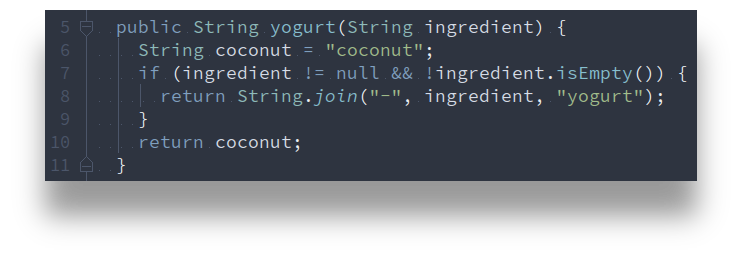 5 public String yogurt(String ingredient) {
6 String coconut = "coconut";
7 if (ingredient != null && !ingredient.isEmpty()) {
8 return String.join("-", ingredient, "yogurt");
9 }
10 return coconut;
11 }